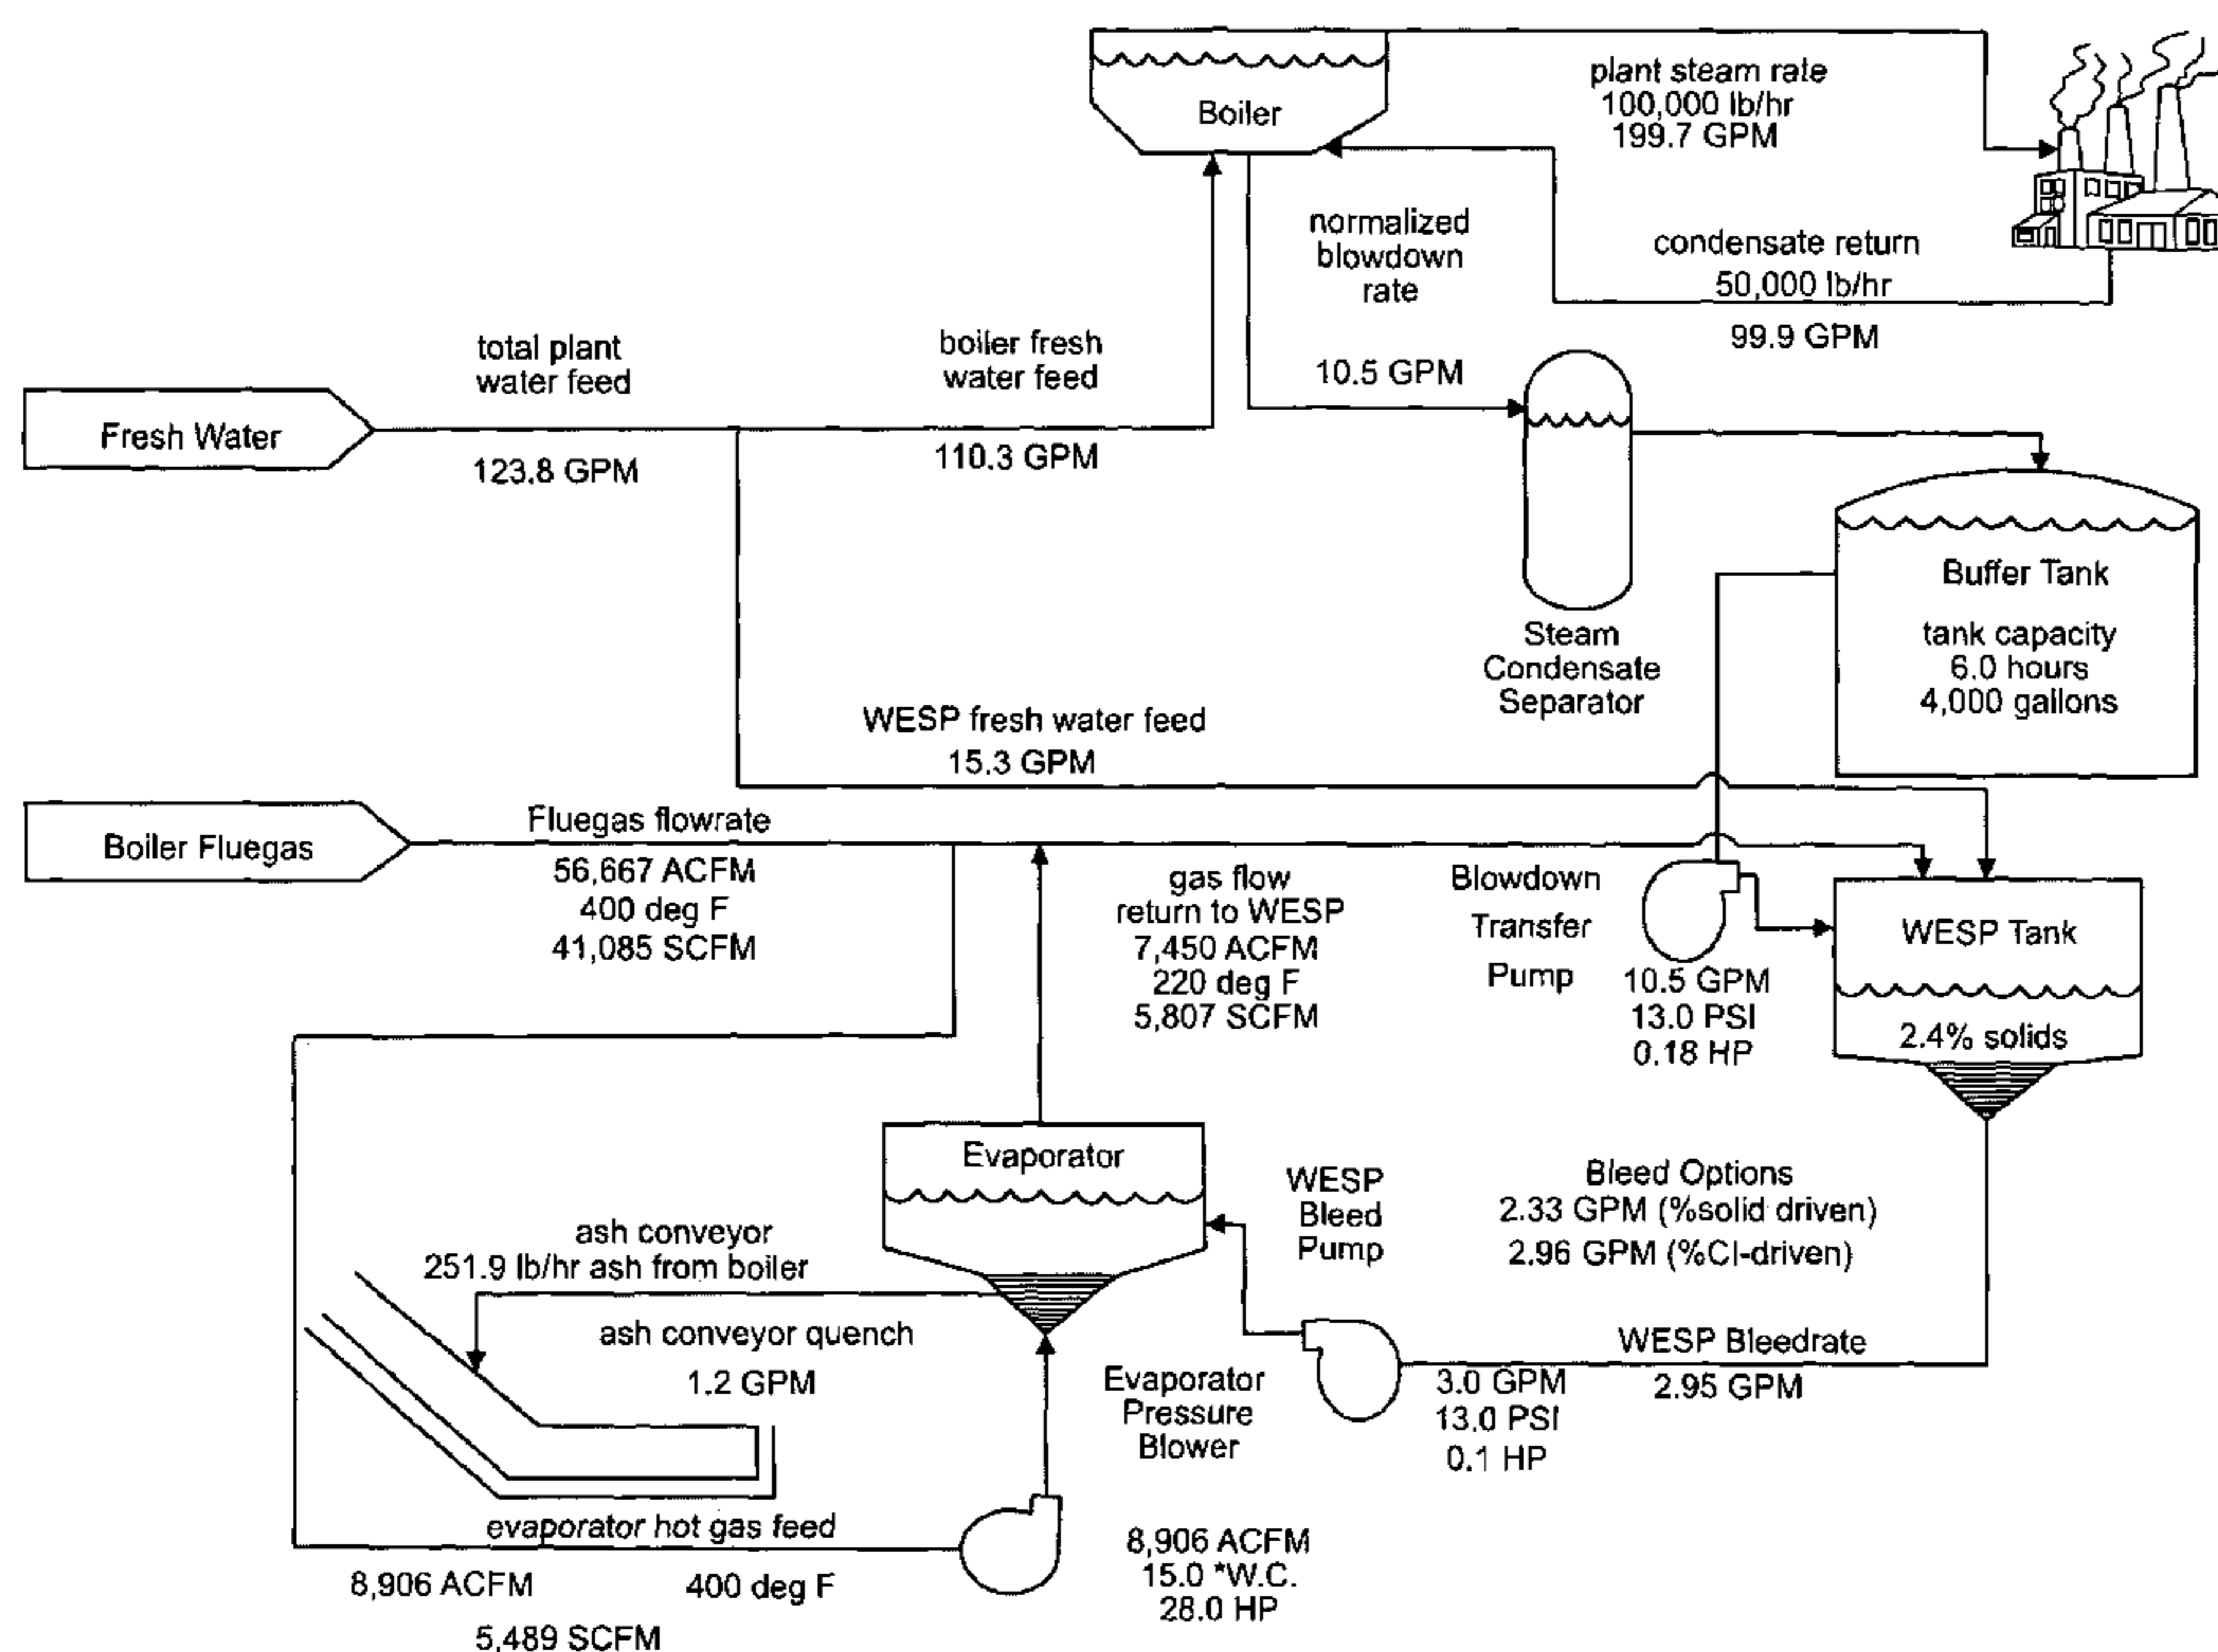 Boiler
plant steam rate
100,000 lb/hr
199.7 GPM
normalized
blowdown
rate
10.5 GPM
condensate return
50,000 lb/hr
99.9 GPM
Fresh Water
total plant
water feed
123.8 GPM
boiler fresh
water feed
110.3 GPM
Steam
Condensate
Separator
Buffer Tank
tank capacity
6.0 hours
4,000 gallons
WESP fresh water feed
15.3 GPM
Boiler Fluegas
Fluegas flowrate
56,667 ACFM
400 deg F
41,085 SCFM
gas flow
return to WESP
7,450 ACFM
220 deg F
5,807 SCFM
Blowdown
Transfer
Pump
10.5 GPM
13.0 PSI
0.18 HP
WESP Tank
2.4% solids
Evaporator
WESP
Bleed
Pump
Bleed Options
2.33 GPM (%solid driven)
2.96 GPM (%Cl-driven)
ash conveyor
251.9 lb/hr ash from boiler
ash conveyor quench
1.2 GPM
Evaporator
Pressure
Blower
WESP Bleedrate
2.95 GPM
3.0 GPM
13.0 PSI
0.1 HP
evaporator hot gas feed
8,906 ACFM
400 deg F
5,489 SCFM
8,906 ACFM
15.0 *W.C.
28.0 HP